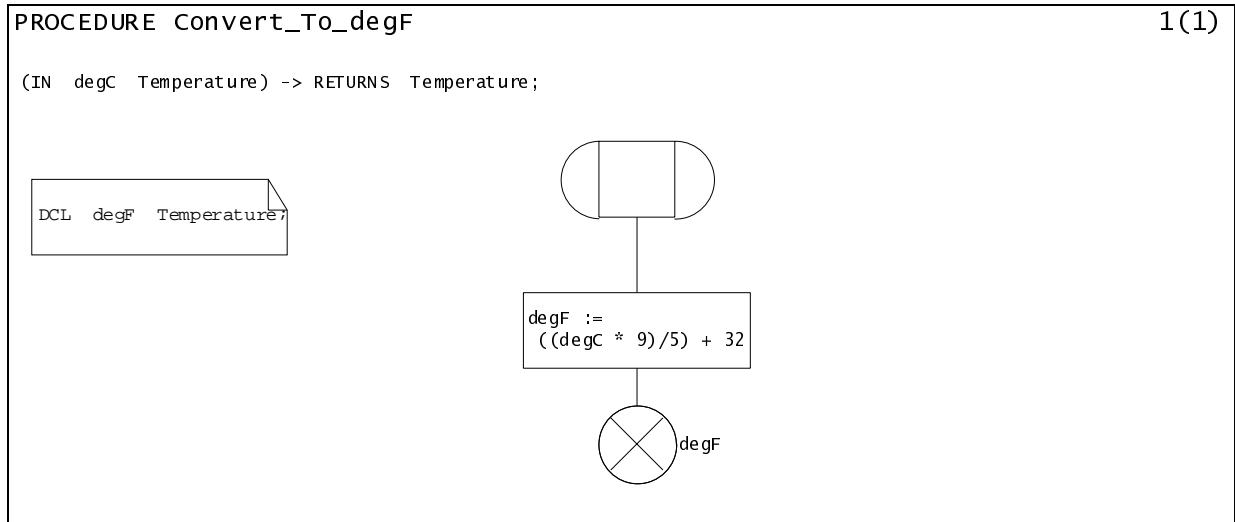 PROCEDURE Convert_To_degF 1(1)
(IN degC Temperature) -> RETURNS Temperature;
DCL degF Temperature;
degF :=
((degC * 9)/5) + 32
degF